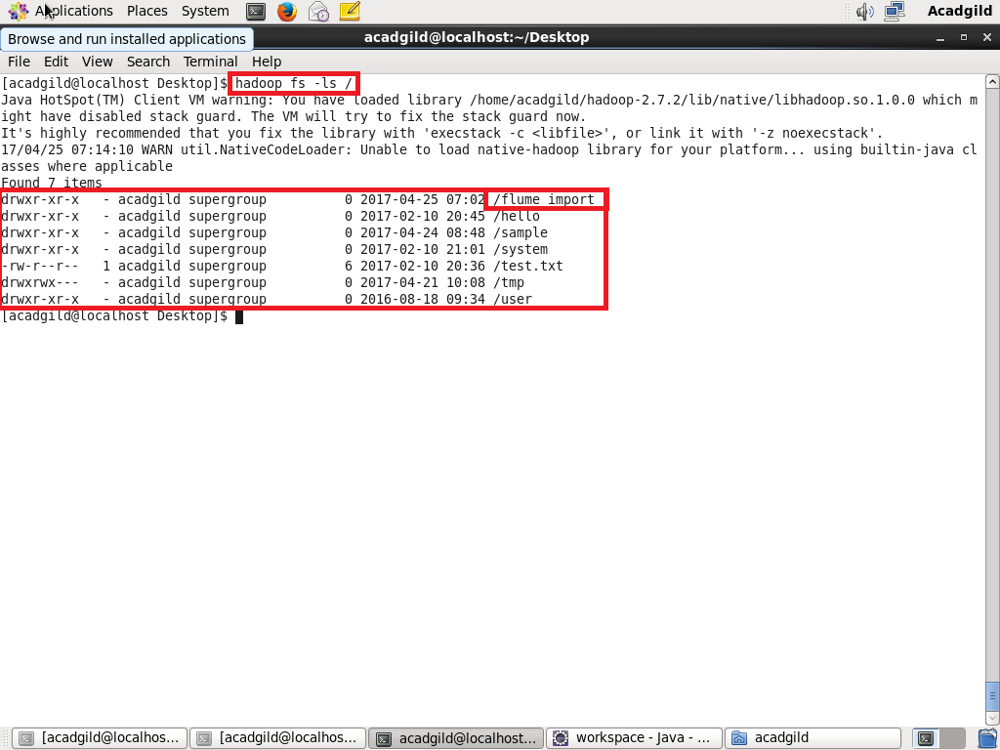 Applications Places System Acadgild
Browse and run installed applications
acadgild@localhost:~/Desktop
File Edit View Search Terminal Help
[acadgild@localhost Desktop]$ hadoop fs -ls /
Java HotSpot(TM) Client VM warning: You have loaded library /home/acadgild/hadoop-2.7.2/lib/native/libhadoop.so.1.0.0 which m
ight have disabled stack guard. The VM will try to fix the stack guard now.
It's highly recommended that you fix the library with 'execstack -c <libfile>', or link it with '-z noexecstack'.
17/04/25 07:14:10 WARN util.NativeCodeLoader: Unable to load native-hadoop library for your platform... using builtin-java cl
asses where applicable
Found 7 items
drwxr-xr-x   - acadgild supergroup          0 2017-04-25 07:02 /flume_import
drwxr-xr-x   - acadgild supergroup          0 2017-02-10 20:45 /hello
drwxr-xr-x   - acadgild supergroup          0 2017-04-24 08:48 /sample
drwxr-xr-x   - acadgild supergroup          0 2017-02-10 21:01 /system
-rw-r--r--   1 acadgild supergroup          6 2017-02-10 20:36 /test.txt
drwxrwx---   - acadgild supergroup          0 2017-04-21 10:08 /tmp
drwxr-xr-x   - acadgild supergroup          0 2016-08-18 09:34 /user
[acadgild@localhost Desktop]$
[acadgild@localhos... [acadgild@localhos... acadgild@localhost... workspace - Java - ... acadgild